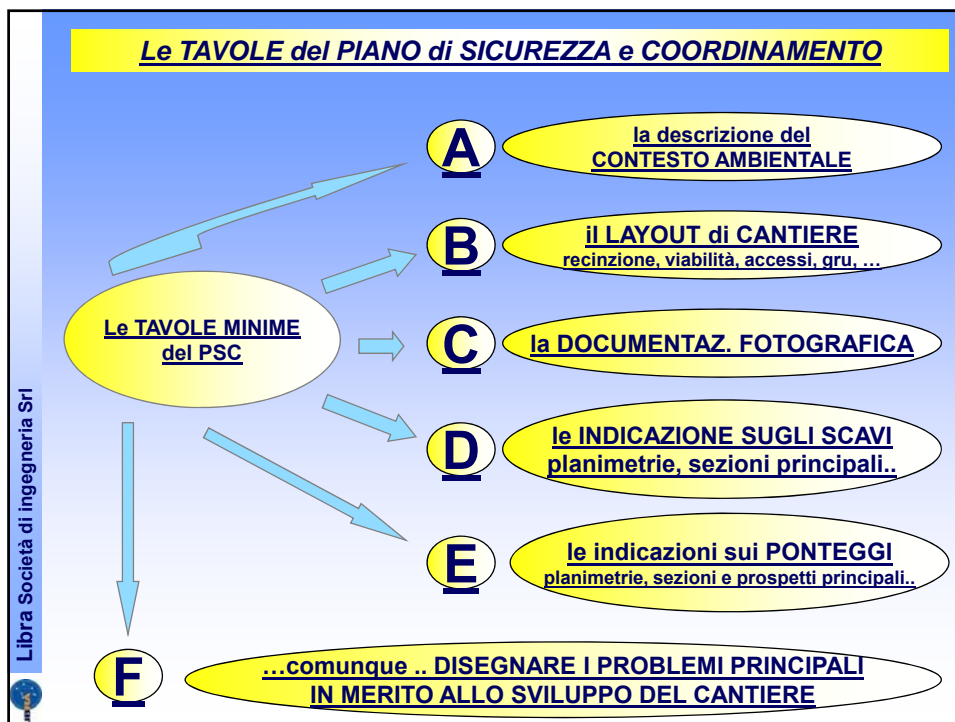 Le TAVOLE del PIANO di SICUREZZA e COORDINAMENTO
A
la descrizione del
CONTESTO AMBIENTALE
B
il LAYOUT di CANTIERE
recinzione, viabilità, accessi, gru, …
Le TAVOLE MINIME
del PSC
C
la DOCUMENTAZ. FOTOGRAFICA
D
le INDICAZIONE SUGLI SCAVI
planimetrie, sezioni principali..
E
le indicazioni sui PONTEGGI
planimetrie, sezioni e prospetti principali..
F
…comunque .. DISEGNARE I PROBLEMI PRINCIPALI
IN MERITO ALLO SVILUPPO DEL CANTIERE
Libra Società di ingegneria Srl